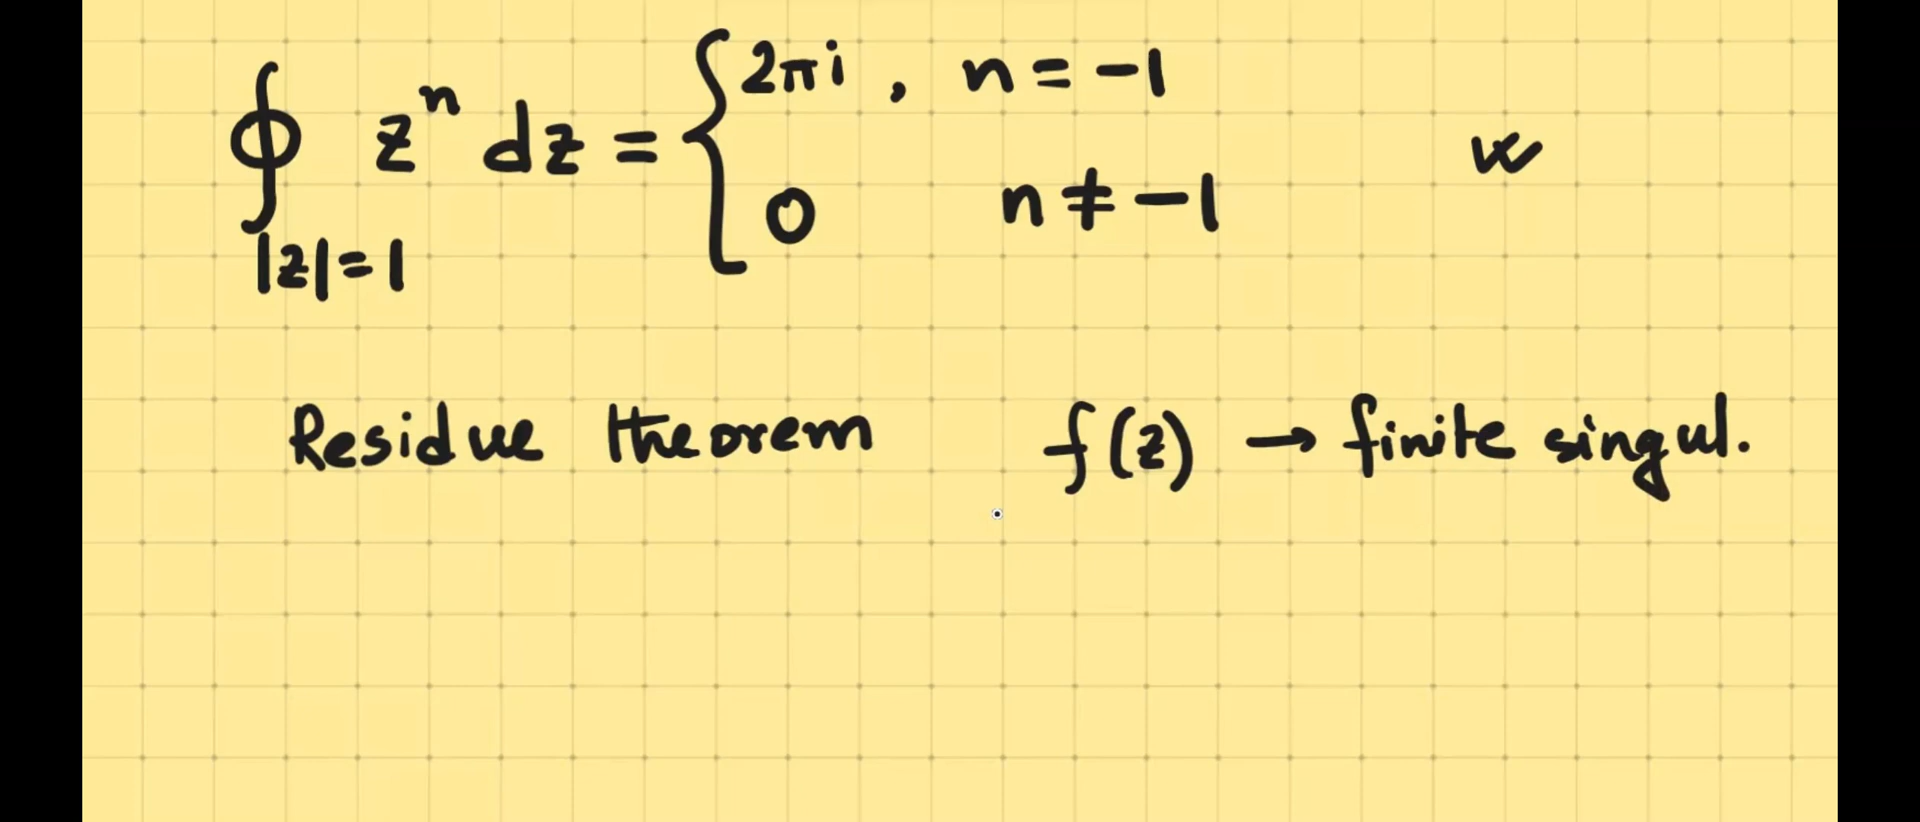 ∮|z|=1 zⁿ dz = { 2πi , n = −1
0 n ≠ −1
Residue theorem f(z) → finite singul.